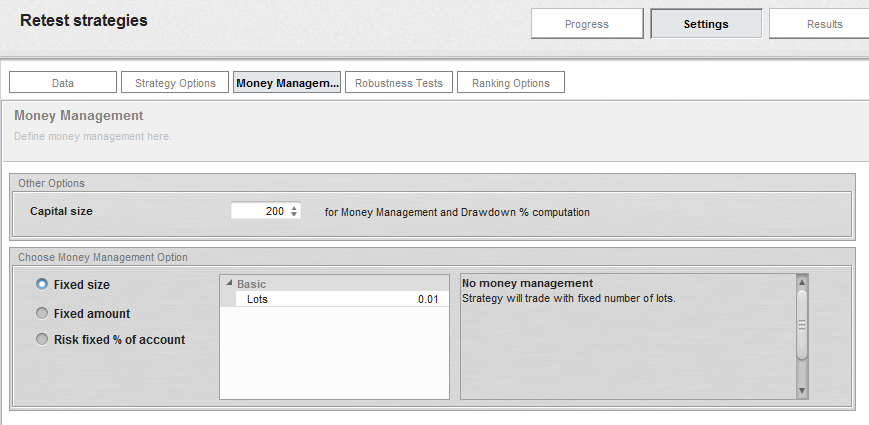 Retest strategies
Progress
Settings
Results
Data
Strategy Options
Money Managem...
Robustness Tests
Ranking Options
Money Management
Define money management here.
Other Options
Capital size
200
for Money Management and Drawdown % computation
Choose Money Management Option
Fixed size
Fixed amount
Risk fixed % of account
Basic
Lots 0.01
No money management
Strategy will trade with fixed number of lots.